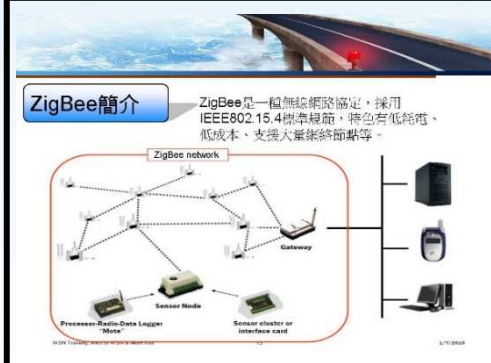 ZigBee簡介
ZigBee是一種無線網路協定，採用
IEEE802.15.4標準規範，特色有低耗電、
低成本、支援大量網絡節點等。
ZigBee network
Gateway
Sensor Node
Processor-Radio-Data Logger
"Mote"
Sensor cluster or
interface card